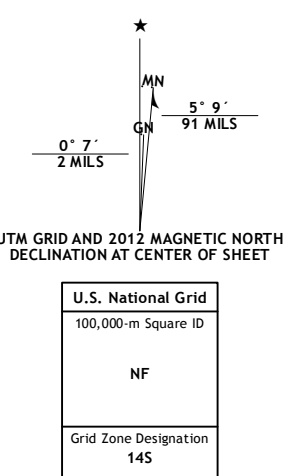 ★
MN
5° 9´
GN
91 MILS
0° 7´
2 MILS
UTM GRID AND 2012 MAGNETIC NORTH
DECLINATION AT CENTER OF SHEET
U.S. National Grid
100,000-m Square ID
NF
Grid Zone Designation
14S